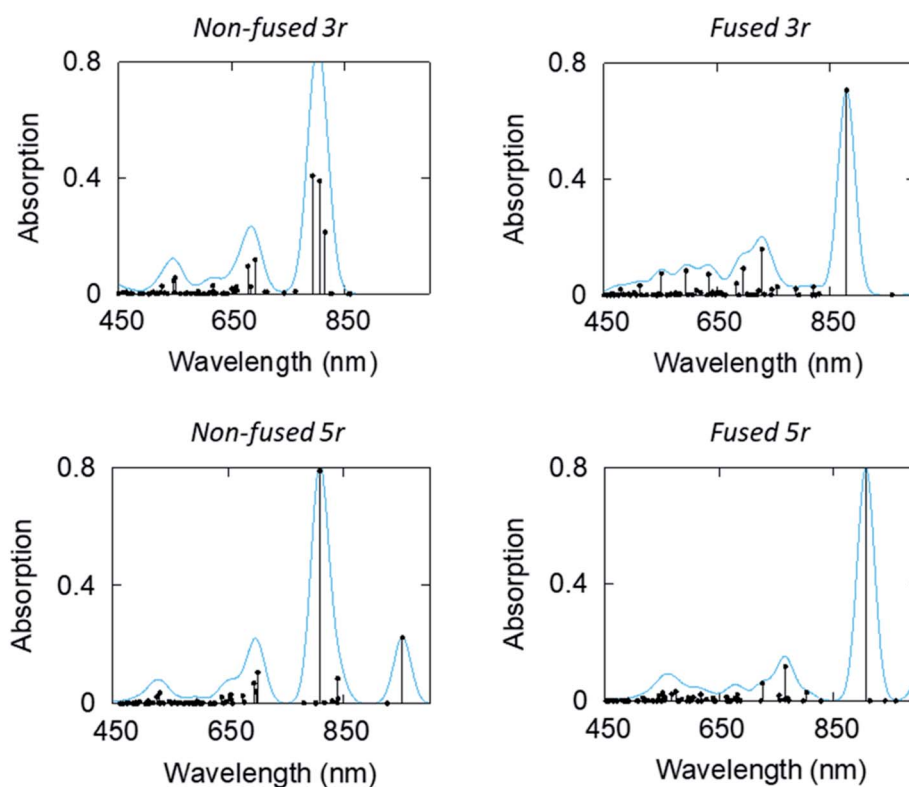 Non-fused 3r
0.8
0.4
0
Absorption
450
650
850
Wavelength (nm)
Fused 3r
0.8
0.4
0
Absorption
450
650
850
Wavelength (nm)
Non-fused 5r
0.8
0.4
0
Absorption
450
650
850
Wavelength (nm)
Fused 5r
0.8
0.4
0
Absorption
450
650
850
Wavelength (nm)